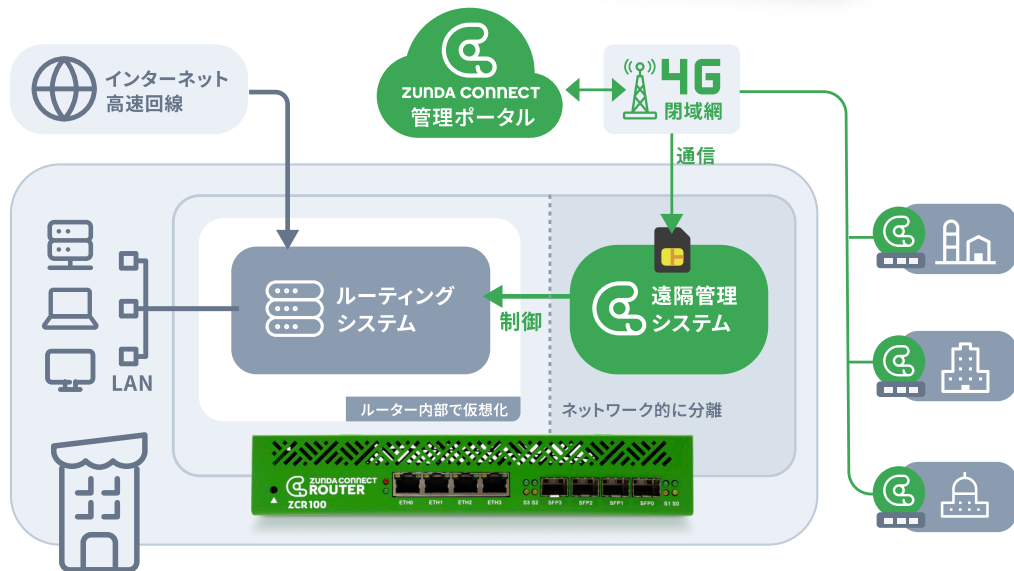 インターネット
高速回線
ZUNDA CONNECT
管理ポータル
4G
閉域網
通信
ルーティング
システム
制御
遠隔管理
システム
LAN
ルーター内部で仮想化
ネットワーク的に分離
ZUNDA CONNECT
ROUTER
ZCR100
ETH0 ETH1 ETH2 ETH3
S3 S2 SFP3 SFP2 SFP1 SFP0 S1 S0